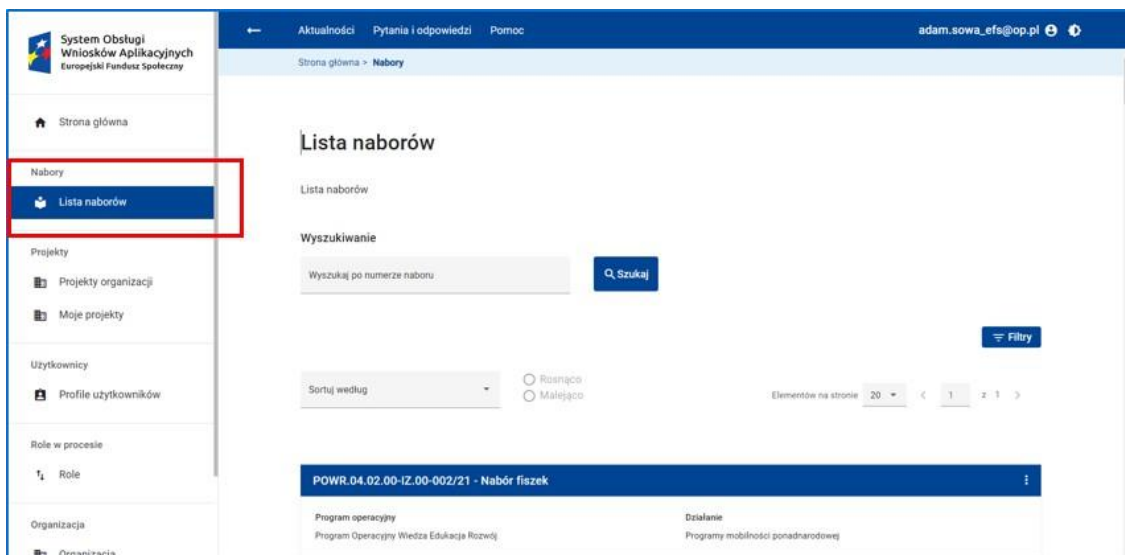 System Obsługi
Wniosków Aplikacyjnych
Europejski Fundusz Społeczny
Strona główna
Nabory
Lista naborów
Projekty
Projekty organizacji
Moje projekty
Użytkownicy
Profile użytkowników
Role w procesie
Role
Organizacja
Organizacja
Aktualności Pytania i odpowiedzi Pomoc adam.sowa_efs@op.pl
Strona główna > Nabory
Lista naborów
Lista naborów
Wyszukiwanie
Wyszukaj po numerze naboru Szukaj
Filtry
Sortuj według
Rosnąco
Malejąco
Elementów na stronie 20 < 1 z 1 >
POWR.04.02.00-IZ.00-002/21 - Nabór fiszek
Program operacyjny Działanie
Program Operacyjny Wiedza Edukacja Rozwój Programy mobilności ponadnarodowej